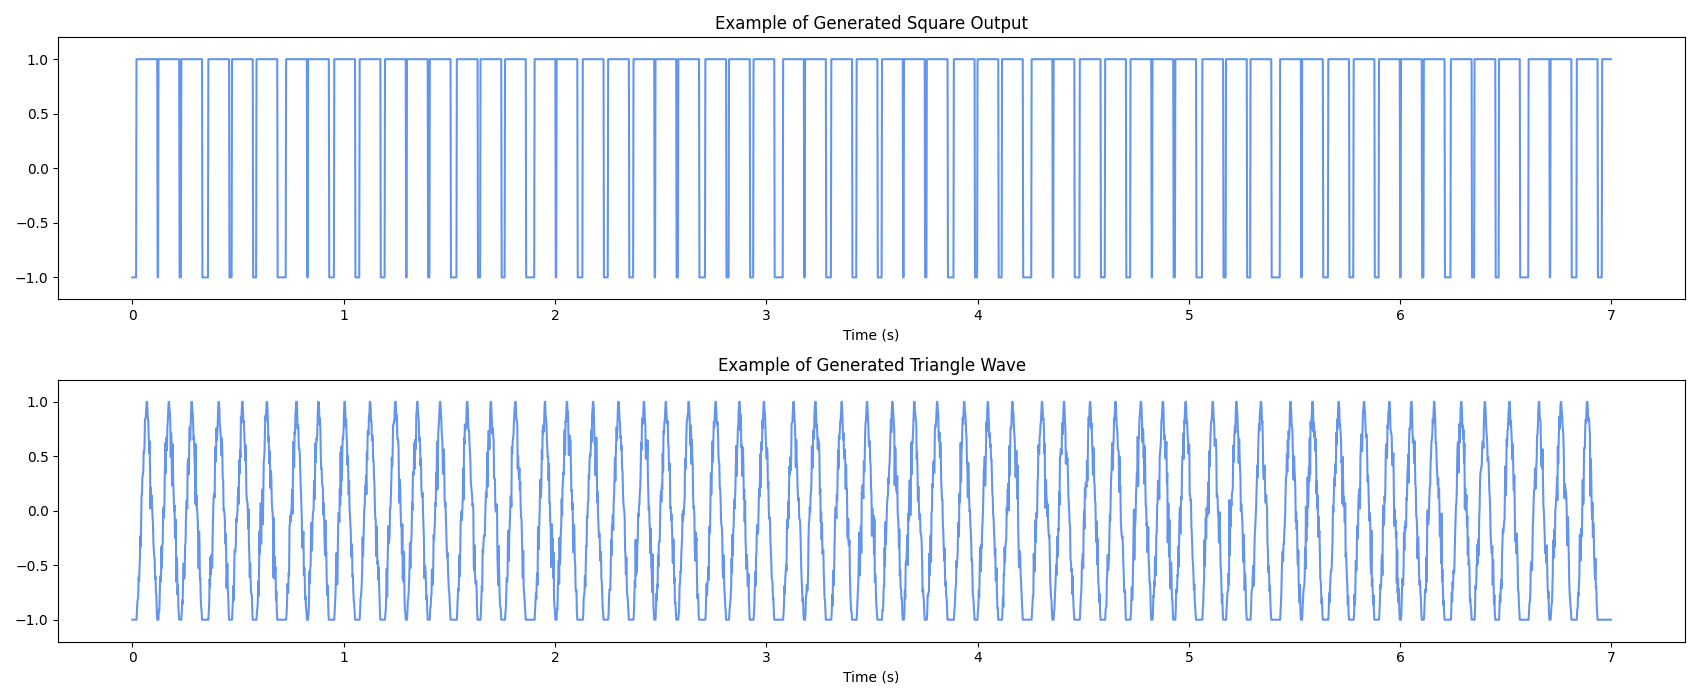 Example of Generated Square Output
1.0
0.5
0.0
−0.5
−1.0
0 1 2 3 4 5 6 7
Time (s)
Example of Generated Triangle Wave
1.0
0.5
0.0
−0.5
−1.0
0 1 2 3 4 5 6 7
Time (s)